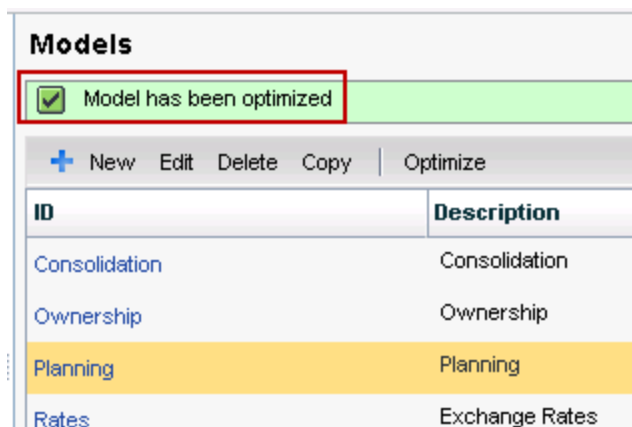 Models
Model has been optimized
New Edit Delete Copy | Optimize
ID Description
Consolidation Consolidation
Ownership Ownership
Planning Planning
Rates Exchange Rates